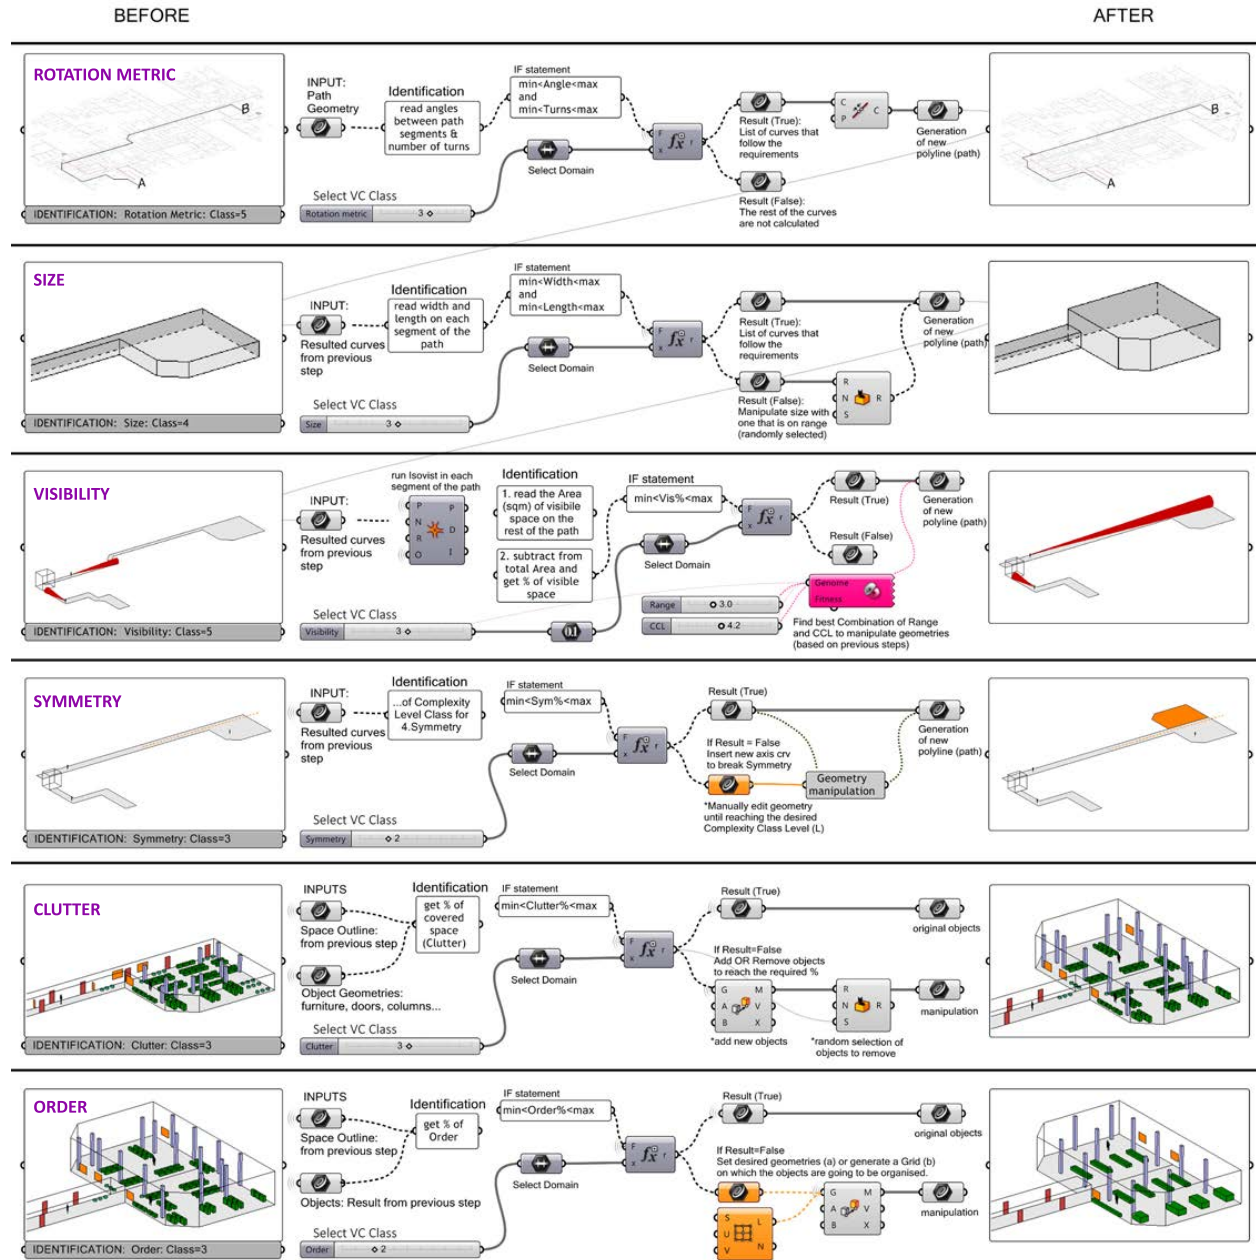 BEFORE
AFTER
ROTATION METRIC
B
A
IDENTIFICATION: Rotation Metric: Class=5
INPUT:
Path
Geometry
Identification
read angles
between path
segments &
number of turns
IF statement
min<Angle<max
and
min<Turns<max
Select Domain
Select VC Class
Rotation metric 3
F
x
fx
r
Result (True):
List of curves that
follow the
requirements
Result (False):
The rest of the curves
are not calculated
C
P
C
Generation
of new
polyline (path)
B
A
SIZE
IDENTIFICATION: Size: Class=4
INPUT:
Resulted curves
from previous
step
Identification
read width and
length on each
segment of the
path
IF statement
min<Width<max
and
min<Length<max
Select Domain
Select VC Class
Size 3
F
x
fx
r
Result (True):
List of curves that
follow the
requirements
Result (False):
Manipulate size with
one that is on range
(randomly selected)
R
N
S
R
Generation
of new
polyline (path)
VISIBILITY
IDENTIFICATION: Visibility: Class=5
INPUT:
Resulted curves
from previous
step
run Isovist in each
segment of the path
P
N
R
O
P
D
I
Identification
1. read the Area
(sqm) of visibile
space on the
rest of the path
2. subtract from
total Area and
get % of visible
space
IF statement
min<Vis%<max
Select Domain
Select VC Class
Visibility 3
F
x
fx
r
Result (True)
Result (False)
Generation
of new
polyline (path)
Range 3.0
CCL 4.2
Genome
Fitness
Find best Combination of Range
and CCL to manipulate geometries
(based on previous steps)
SYMMETRY
IDENTIFICATION: Symmetry: Class=3
INPUT:
Resulted curves
from previous
step
Identification
...of Complexity
Level Class for
4.Symmetry
IF statement
min<Sym%<max
Select Domain
Select VC Class
Symmetry 2
F
x
fx
r
Result (True)
If Result = False
Insert new axis crv
to break Symmetry
*Manually edit geometry
until reaching the desired
Complexity Class Level (L)
Geometry
manipulation
Generation
of new
polyline (path)
CLUTTER
IDENTIFICATION: Clutter: Class=3
INPUTS
Space Outline:
from previous step
Object Geometries:
furniture, doors, columns...
Identification
get % of
covered
space
(Clutter)
IF statement
min<Clutter%<max
Select Domain
Select VC Class
Clutter 3
F
x
fx
r
Result (True)
original objects
If Result=False
Add OR Remove objects
to reach the required %
G
A
B
M
V
X
*add new objects
R
N
S
R
*random selection of
objects to remove
manipulation
ORDER
IDENTIFICATION: Order: Class=3
INPUTS
Space Outline:
from previous step
Objects: Result from previous step
Identification
get % of
Order
IF statement
min<Order%<max
Select Domain
Select VC Class
Order 2
F
x
fx
r
Result (True)
original objects
If Result=False
Set desired geometries (a) or generate a Grid (b)
on which the objects are going to be organised.
S
U
V
L
N
G
A
B
M
V
X
manipulation